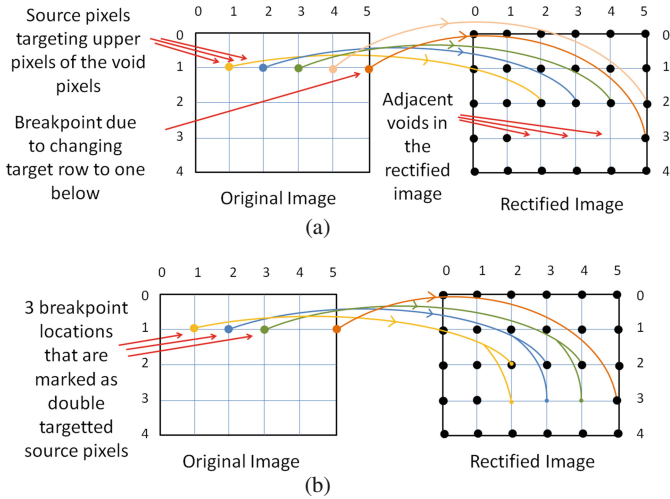 Source pixels
targeting upper
pixels of the void
pixels
Breakpoint due
to changing
target row to one
below
0 1 2 3 4 5
0
1
2
3
4
Original Image
Adjacent
voids in
the
rectified
image
0 1 2 3 4 5
0
1
2
3
4
Rectified Image
(a)
3 breakpoint
locations
that are
marked as
double
targetted
source pixels
0 1 2 3 4 5
0
1
2
3
4
Original Image
0 1 2 3 4 5
0
1
2
3
4
Rectified Image
(b)